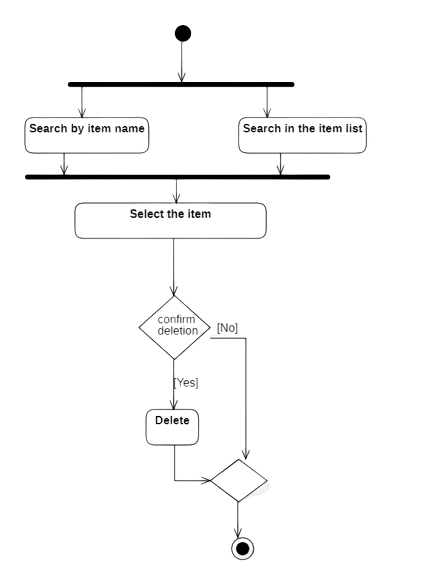 Search by item name
Search in the item list
Select the item
confirm
deletion
[No]
[Yes]
Delete